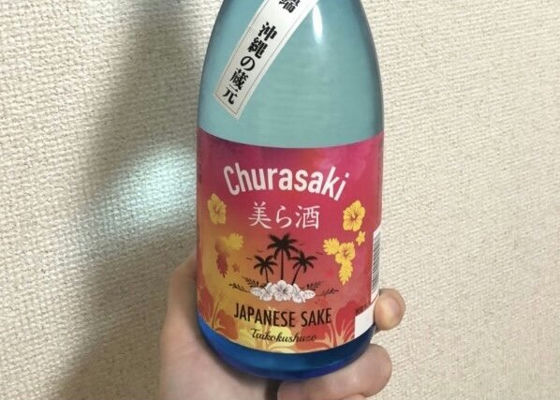 沖縄の蔵元
Churasaki
美ら酒
JAPANESE SAKE
Taikokushuzo